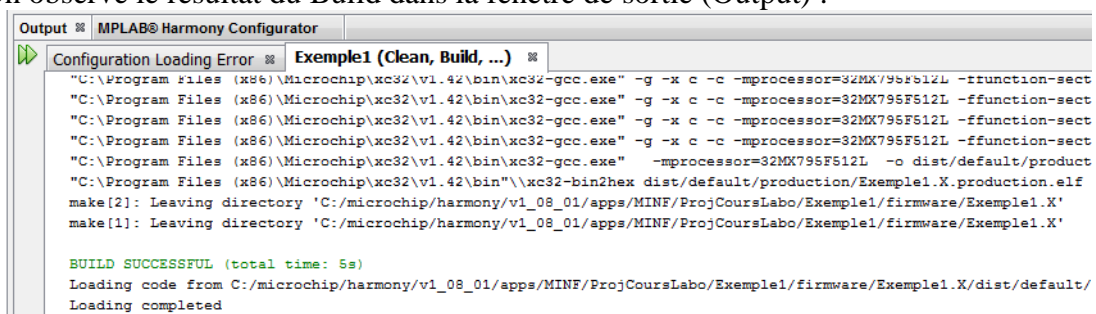 on observe le résultat du Build dans la fenêtre de sortie (Output) :
Output MPLAB® Harmony Configurator
Configuration Loading Error Exemple1 (Clean, Build, ...)
"C:\Program Files (x86)\Microchip\xc32\v1.42\bin\xc32-gcc.exe" -g -x c -c -mprocessor=32MX795F512L -ffunction-sect
"C:\Program Files (x86)\Microchip\xc32\v1.42\bin\xc32-gcc.exe" -g -x c -c -mprocessor=32MX795F512L -ffunction-sect
"C:\Program Files (x86)\Microchip\xc32\v1.42\bin\xc32-gcc.exe" -g -x c -c -mprocessor=32MX795F512L -ffunction-sect
"C:\Program Files (x86)\Microchip\xc32\v1.42\bin\xc32-gcc.exe" -g -x c -c -mprocessor=32MX795F512L -ffunction-sect
"C:\Program Files (x86)\Microchip\xc32\v1.42\bin\xc32-gcc.exe" -mprocessor=32MX795F512L -o dist/default/product
"C:\Program Files (x86)\Microchip\xc32\v1.42\bin"\\xc32-bin2hex dist/default/production/Exemple1.X.production.elf
make[2]: Leaving directory 'C:/microchip/harmony/v1_08_01/apps/MINF/ProjCoursLabo/Exemple1/firmware/Exemple1.X'
make[1]: Leaving directory 'C:/microchip/harmony/v1_08_01/apps/MINF/ProjCoursLabo/Exemple1/firmware/Exemple1.X'
BUILD SUCCESSFUL (total time: 5s)
Loading code from C:/microchip/harmony/v1_08_01/apps/MINF/ProjCoursLabo/Exemple1/firmware/Exemple1.X/dist/default/
Loading completed